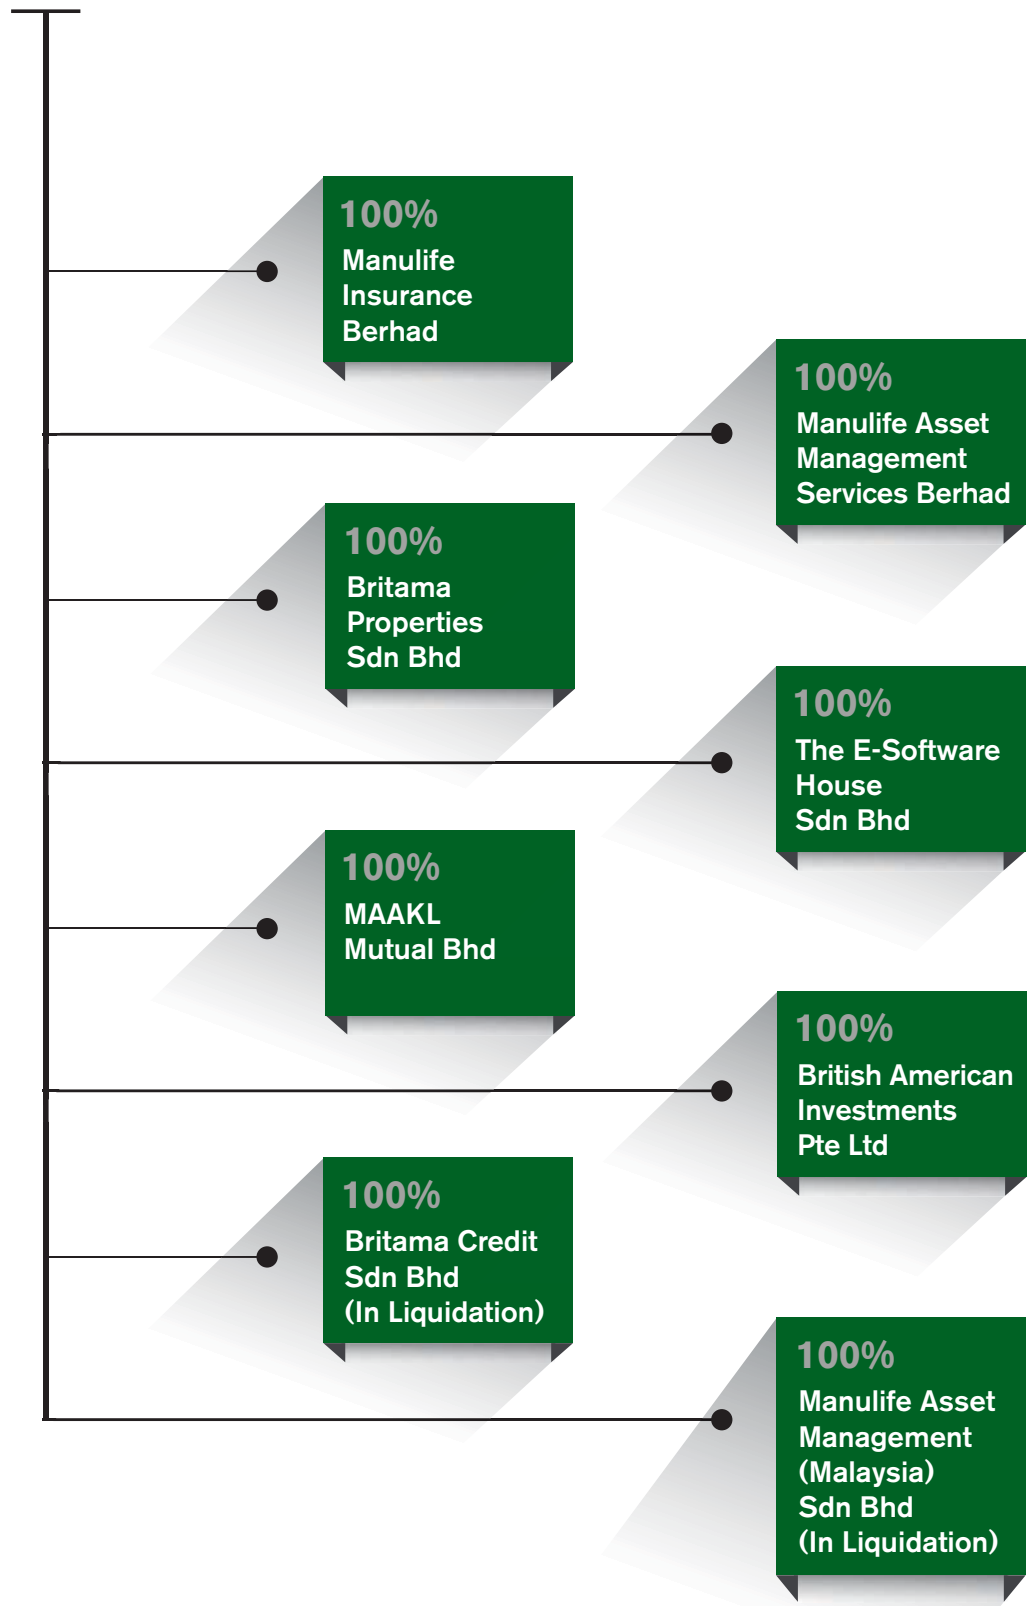 100%
Manulife
Insurance
Berhad
100%
Manulife Asset
Management
Services Berhad
100%
Britama
Properties
Sdn Bhd
100%
The E-Software
House
Sdn Bhd
100%
MAAKL
Mutual Bhd
100%
British American
Investments
Pte Ltd
100%
Britama Credit
Sdn Bhd
(In Liquidation)
100%
Manulife Asset
Management
(Malaysia)
Sdn Bhd
(In Liquidation)